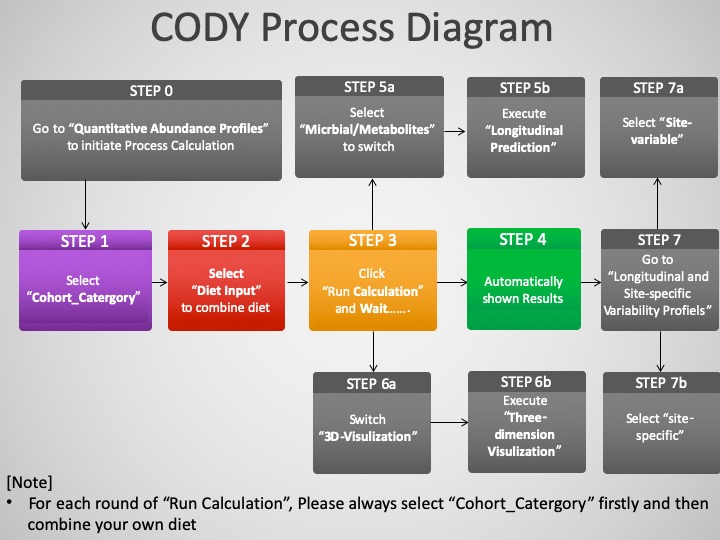 CODY Process Diagram
STEP 0
Go to “Quantitative Abundance Profiles”
to initiate Process Calculation
STEP 5a
Select
“Micrbial/Metabolites”
to switch
STEP 5b
Execute
“Longitudinal
Prediction”
STEP 7a
Select “Site-
variable”
STEP 1
Select
“Cohort_Catergory”
STEP 2
Select
“Diet Input”
to combine diet
STEP 3
Click
“Run Calculation”
and Wait…….
STEP 4
Automatically
shown Results
STEP 7
Go to
“Longitudinal and
Site-specific
Variability Profiels”
STEP 6a
Switch
“3D-Visulization”
STEP 6b
Execute
“Three-
dimension
Visulization”
STEP 7b
Select “site-
specific”
[Note]
• For each round of “Run Calculation”, Please always select “Cohort_Catergory” firstly and then
combine your own diet